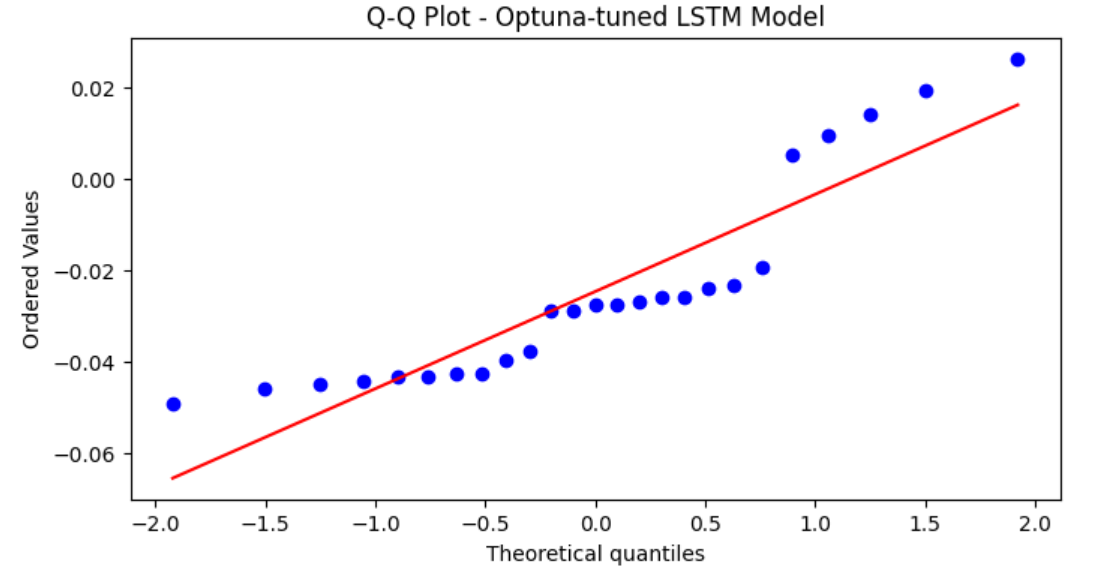 Q-Q Plot - Optuna-tuned LSTM Model
Ordered Values
0.02
0.00
−0.02
−0.04
−0.06
−2.0 −1.5 −1.0 −0.5 0.0 0.5 1.0 1.5 2.0
Theoretical quantiles